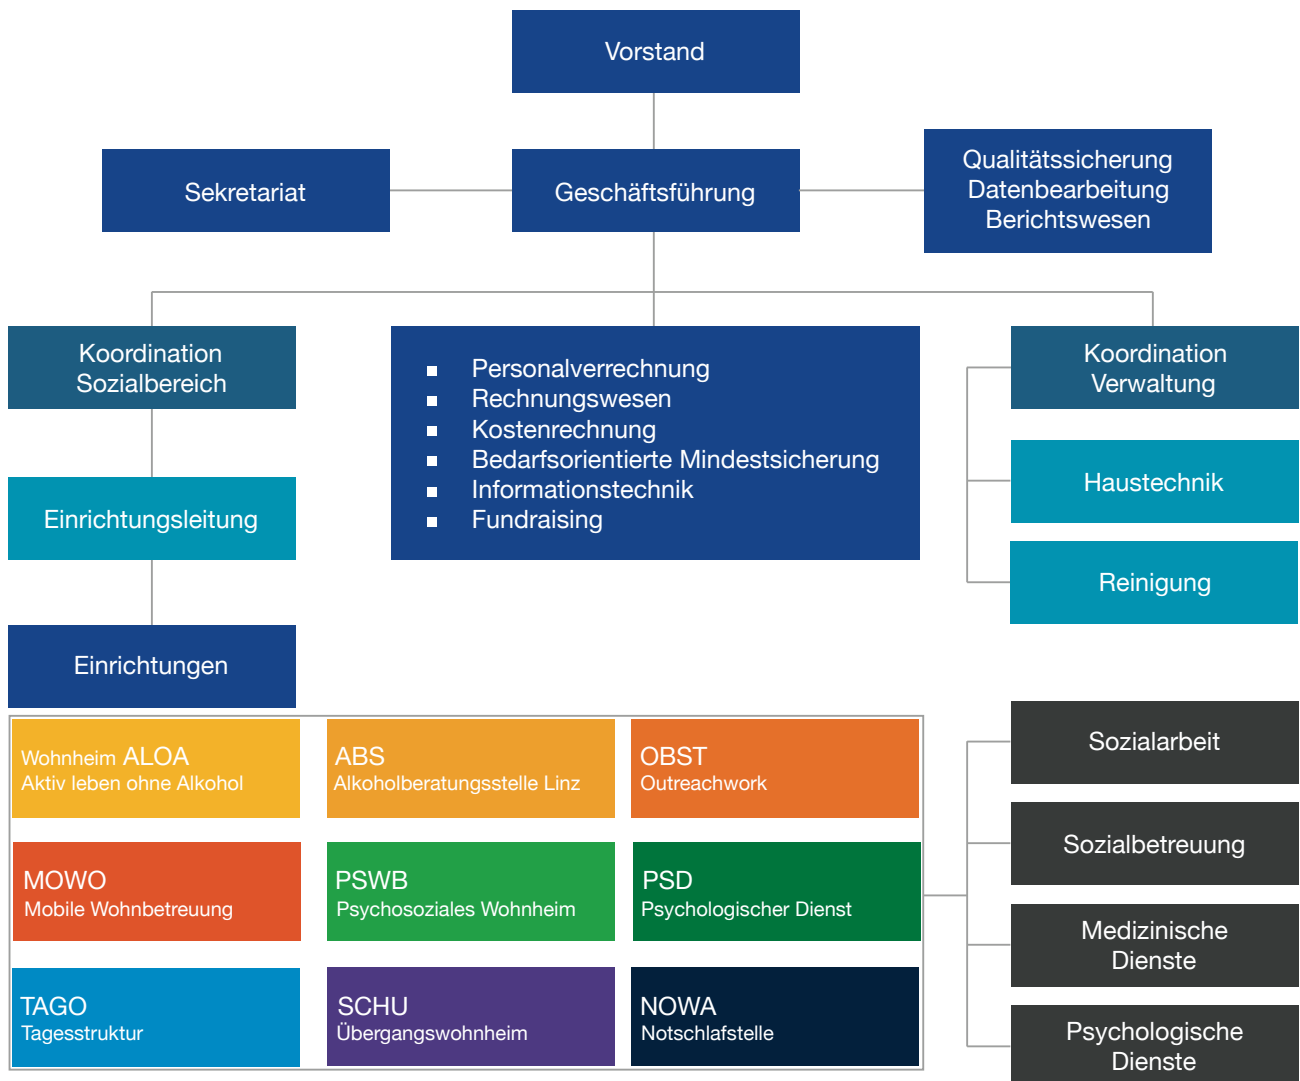 Vorstand
Sekretariat
Geschäftsführung
Qualitätssicherung
Datenbearbeitung
Berichtswesen
Koordination
Sozialbereich
Personalverrechnung
Rechnungswesen
Kostenrechnung
Bedarfsorientierte Mindestsicherung
Informationstechnik
Fundraising
Koordination
Verwaltung
Einrichtungsleitung
Haustechnik
Reinigung
Einrichtungen
Wohnheim ALOA
Aktiv leben ohne Alkohol
ABS
Alkoholberatungsstelle Linz
OBST
Outreachwork
MOWO
Mobile Wohnbetreuung
PSWB
Psychosoziales Wohnheim
PSD
Psychologischer Dienst
TAGO
Tagesstruktur
SCHU
Übergangswohnheim
NOWA
Notschlafstelle
Sozialarbeit
Sozialbetreuung
Medizinische
Dienste
Psychologische
Dienste